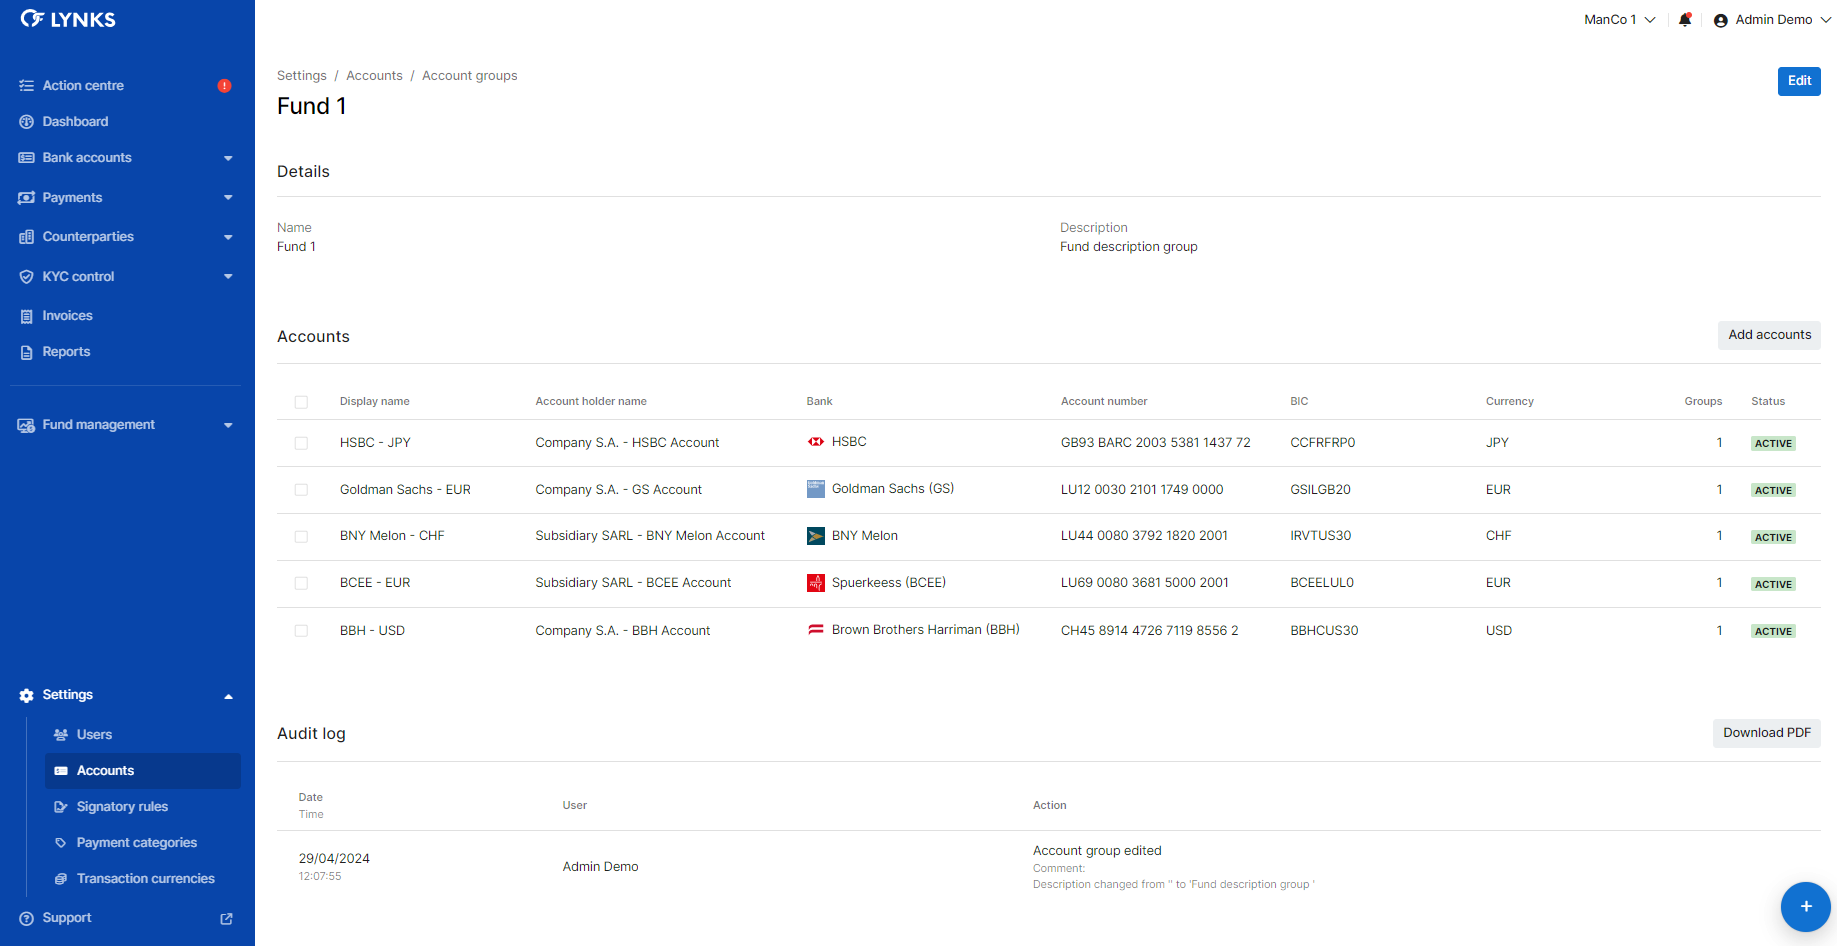 LYNKS
ManCo 1
Admin Demo
Action centre !
Dashboard
Bank accounts
Payments
Counterparties
KYC control
Invoices
Reports
Fund management
Settings
Users
Accounts
Signatory rules
Payment categories
Transaction currencies
Support
Settings / Accounts / Account groups
Fund 1
Edit
Details
Name
Fund 1
Description
Fund description group
Accounts
Add accounts
Display name Account holder name Bank Account number BIC Currency Groups Status
HSBC - JPY Company S.A. - HSBC Account HSBC GB93 BARC 2003 5381 1437 72 CCFRFRP0 JPY 1 ACTIVE
Goldman Sachs - EUR Company S.A. - GS Account Goldman Sachs (GS) LU12 0030 2101 1749 0000 GSILGB20 EUR 1 ACTIVE
BNY Melon - CHF Subsidiary SARL - BNY Melon Account BNY Melon LU44 0080 3792 1820 2001 IRVTUS30 CHF 1 ACTIVE
BCEE - EUR Subsidiary SARL - BCEE Account Spuerkeess (BCEE) LU69 0080 3681 5000 2001 BCEELUL0 EUR 1 ACTIVE
BBH - USD Company S.A. - BBH Account Brown Brothers Harriman (BBH) CH45 8914 4726 7119 8556 2 BBHCUS30 USD 1 ACTIVE
Audit log
Download PDF
Date
Time
User
Action
29/04/2024
12:07:55
Admin Demo
Account group edited
Comment:
Description changed from '' to 'Fund description group '
+